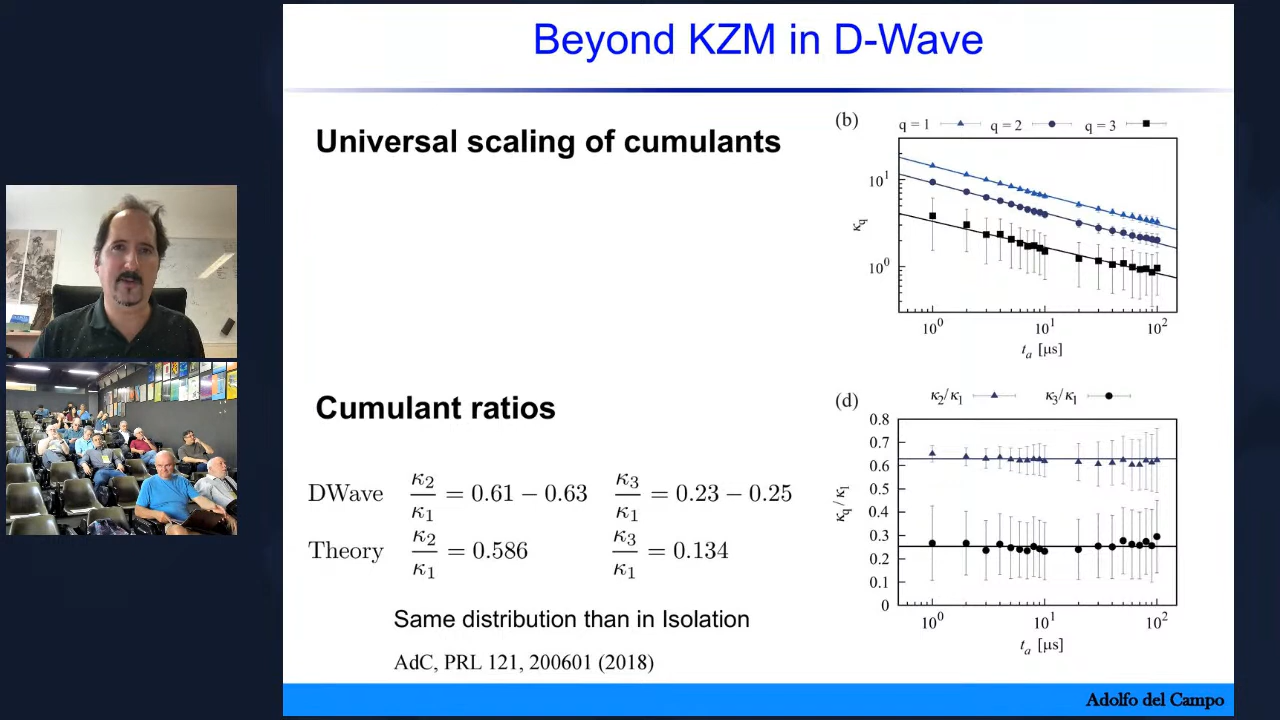 Beyond KZM in D-Wave
Universal scaling of cumulants
(b)
q = 1 q = 2 q = 3
10¹
10⁰
κq
10⁰ 10¹ 10²
tₐ [μs]
Cumulant ratios
DWave κ₂/κ₁ = 0.61 − 0.63 κ₃/κ₁ = 0.23 − 0.25
Theory κ₂/κ₁ = 0.586 κ₃/κ₁ = 0.134
Same distribution than in Isolation
AdC, PRL 121, 200601 (2018)
(d)
κ₂/κ₁ κ₃/κ₁
0.8
0.7
0.6
0.5
0.4
0.3
0.2
0.1
0
κq/κ₁
10⁰ 10¹ 10²
tₐ [μs]
Adolfo del Campo